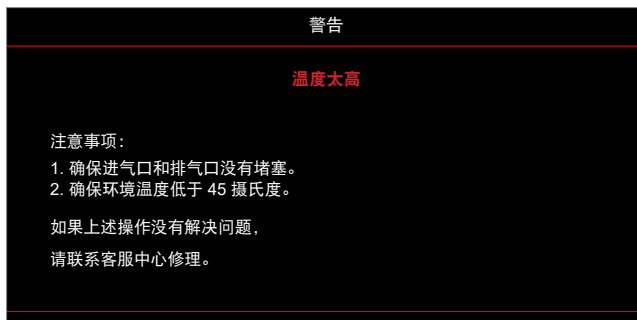 警告
温度太高
注意事项：
1. 确保进气口和排气口没有堵塞。
2. 确保环境温度低于 45 摄氏度。
如果上述操作没有解决问题，
请联系客服中心修理。